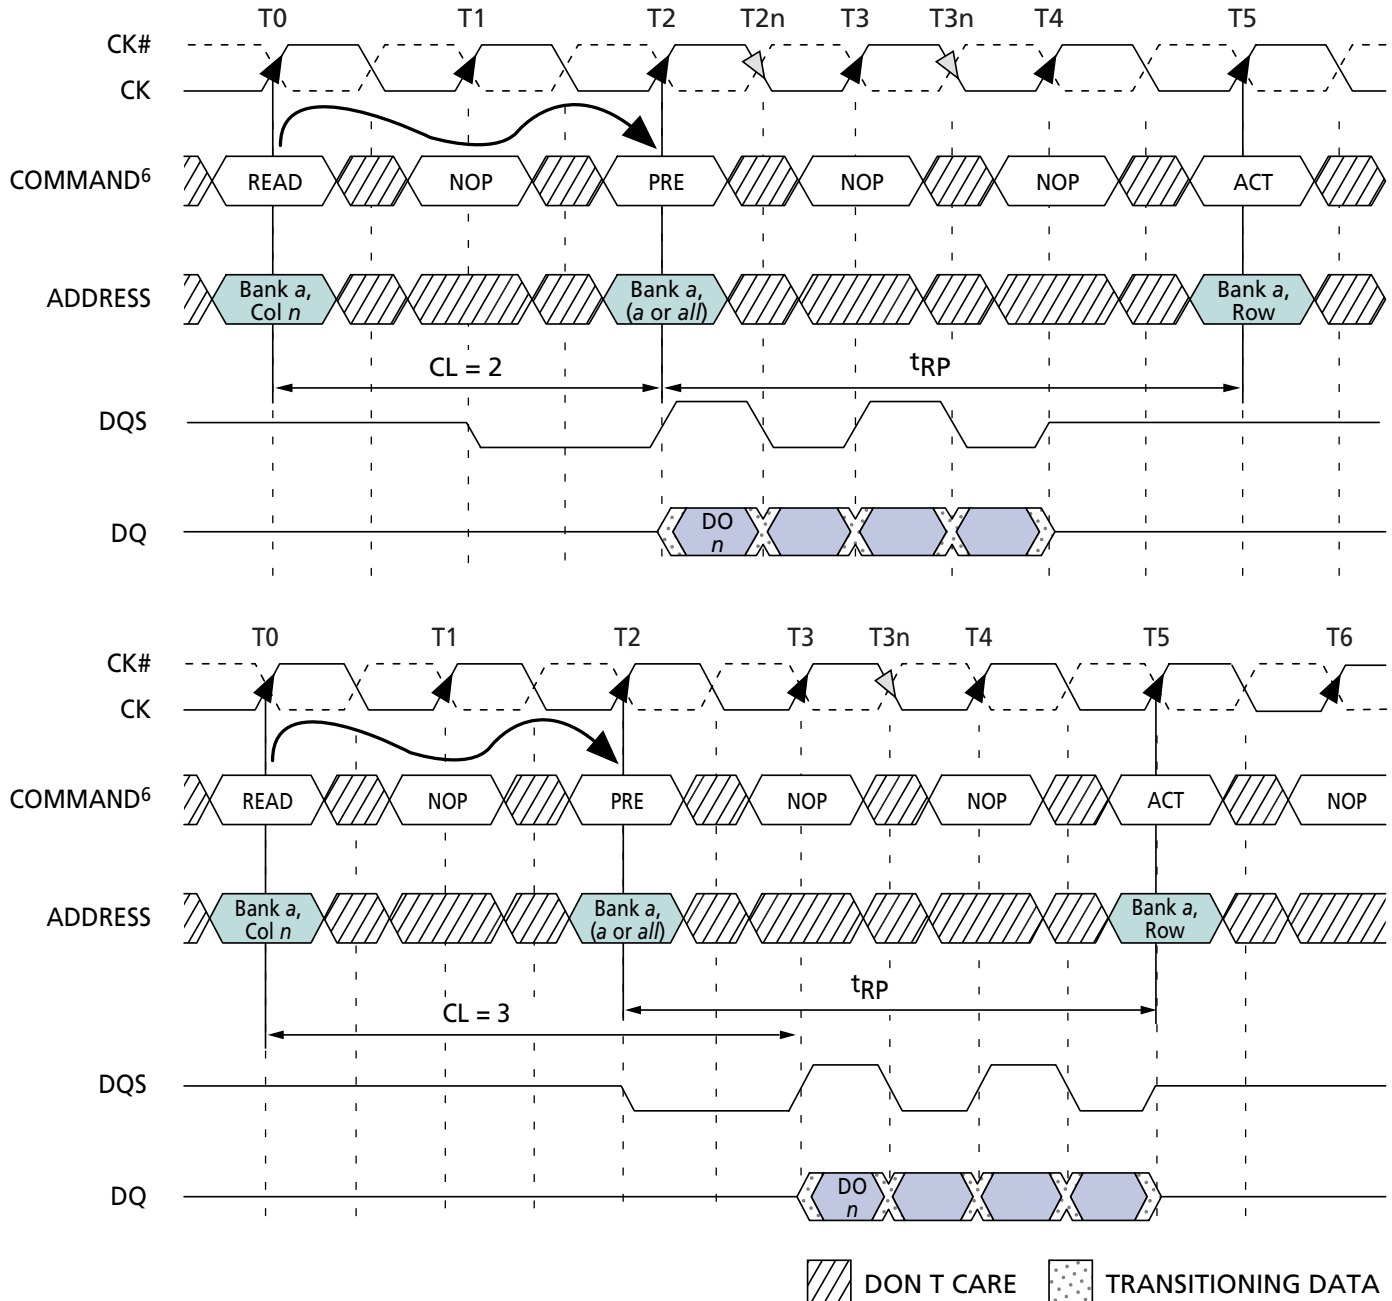 T0 T1 T2 T2n T3 T3n T4 T5
CK#
CK
COMMAND6 READ NOP PRE NOP NOP ACT
ADDRESS Bank a, Bank a, Bank a,
Col n (a or all) Row
CL = 2 tRP
DQS
DQ DO
n
T0 T1 T2 T3 T3n T4 T5 T6
CK#
CK
COMMAND6 READ NOP PRE NOP NOP ACT NOP
ADDRESS Bank a, Bank a, Bank a,
Col n (a or all) Row
tRP
CL = 3
DQS
DQ DO
n
DON T CARE TRANSITIONING DATA